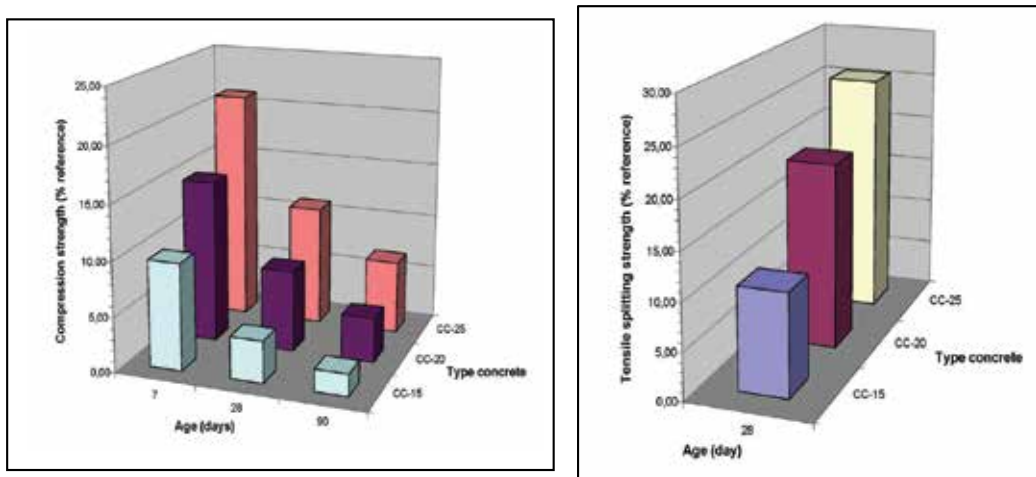 Compression strength (% reference)
25,00
20,00
15,00
10,00
5,00
0,00
7
28
90
Age (days)
CC-15
CC-20
CC-25
Type concrete
Tensile splitting strength (% reference)
30,00
25,00
20,00
15,00
10,00
5,00
0,00
28
Age (day)
CC-15
CC-20
CC-25
Type concrete